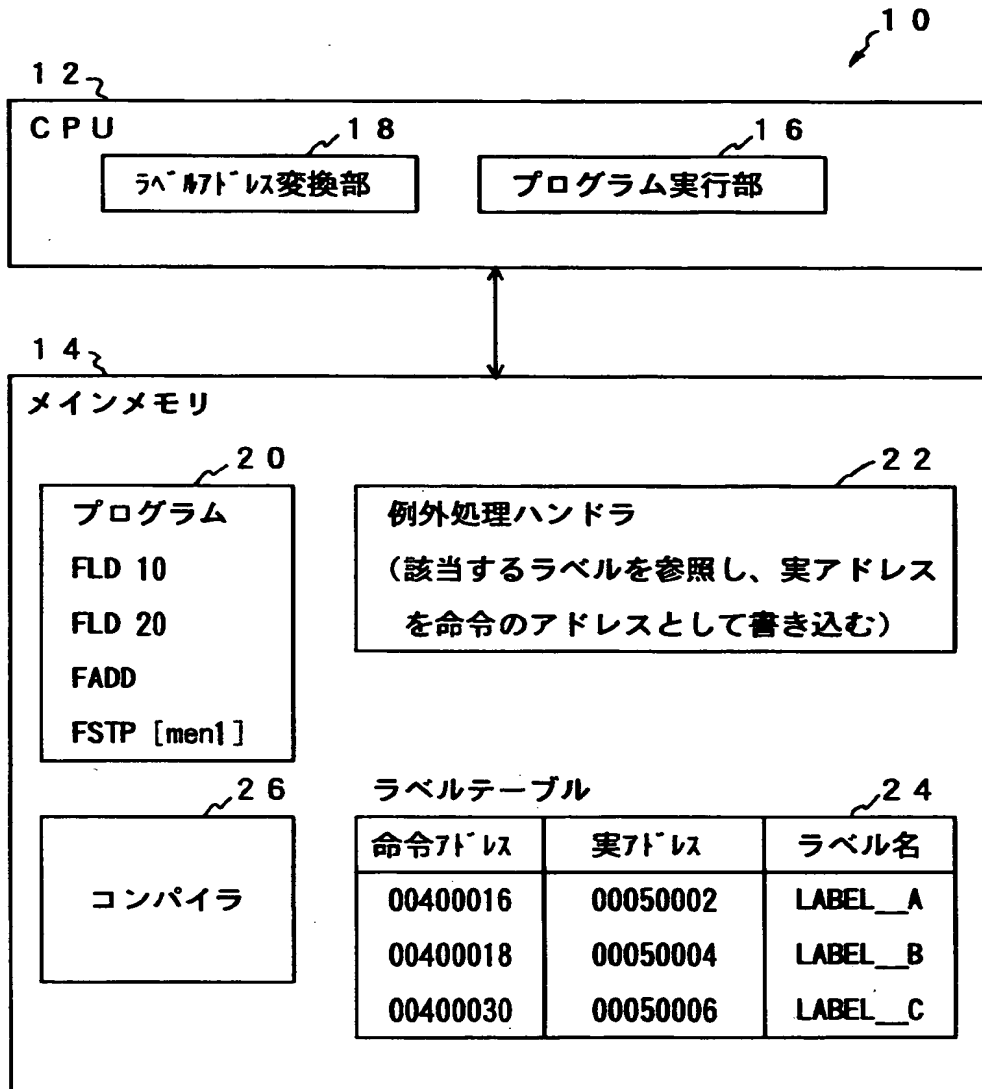 １０
１２
ＣＰＵ
１８
１６
ﾗﾍﾞﾙｱﾄﾞﾚｽ変換部
プログラム実行部
１４
メインメモリ
２０
２２
プログラム
FLD 10
FLD 20
FADD
FSTP [men1]
例外処理ハンドラ
（該当するラベルを参照し、実アドレス
を命令のアドレスとして書き込む）
２６
コンパイラ
ラベルテーブル
２４
命令ｱﾄﾞﾚｽ 実ｱﾄﾞﾚｽ ラベル名
00400016 00050002 LABEL__A
00400018 00050004 LABEL__B
00400030 00050006 LABEL__C